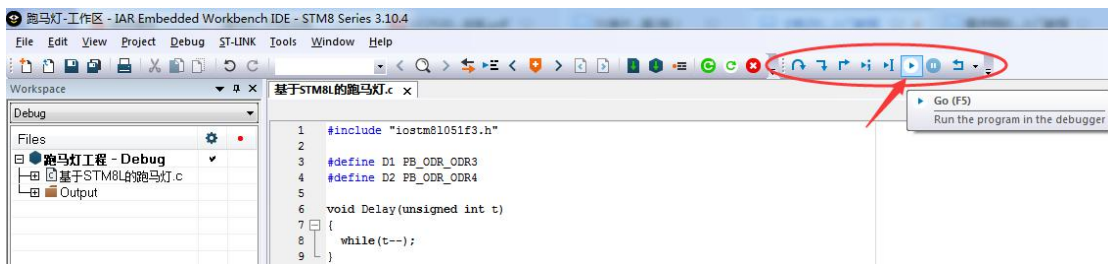 跑马灯-工作区 - IAR Embedded Workbench IDE - STM8 Series 3.10.4
File Edit View Project Debug ST-LINK Tools Window Help
Workspace
基于STM8L的跑马灯.c ×
Debug
Files
跑马灯工程 - Debug
基于STM8L的跑马灯.c
Output
1 #include "iostm8l051f3.h"
2
3 #define D1 PB_ODR_ODR3
4 #define D2 PB_ODR_ODR4
5
6 void Delay(unsigned int t)
7 {
8 while(t--);
9 }
Go (F5)
Run the program in the debugger